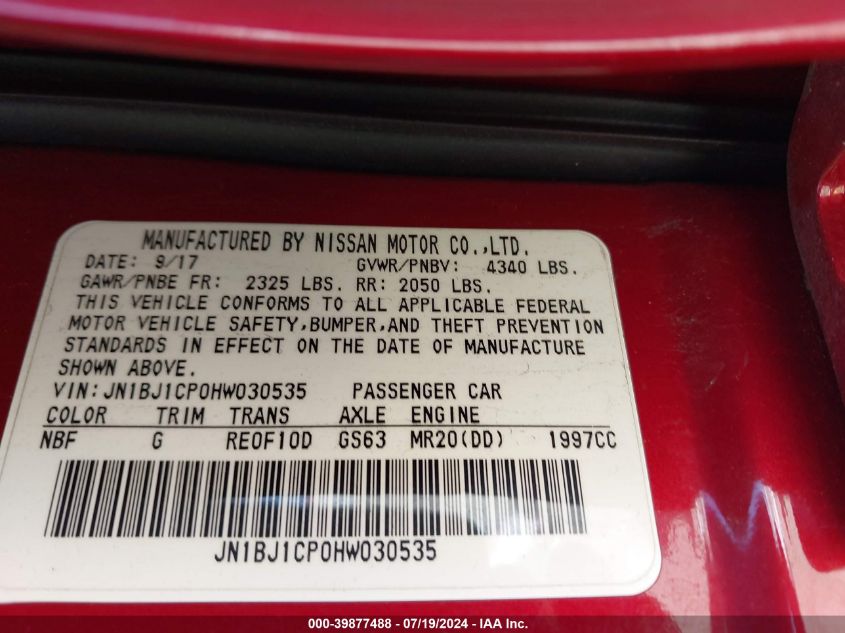 MANUFACTURED BY NISSAN MOTOR CO.,LTD.
DATE: 9/17 GVWR/PNBV: 4340 LBS.
GAWR/PNBE FR: 2325 LBS. RR: 2050 LBS.
THIS VEHICLE CONFORMS TO ALL APPLICABLE FEDERAL
MOTOR VEHICLE SAFETY,BUMPER,AND THEFT PREVENTION
STANDARDS IN EFFECT ON THE DATE OF MANUFACTURE
SHOWN ABOVE.
VIN:JN1BJ1CP0HW030535 PASSENGER CAR
COLOR TRIM TRANS AXLE ENGINE
NBF G RE0F10D GS63 MR20(DD) 1997CC
JN1BJ1CP0HW030535
000-39877488 - 07/19/2024 - IAA Inc.